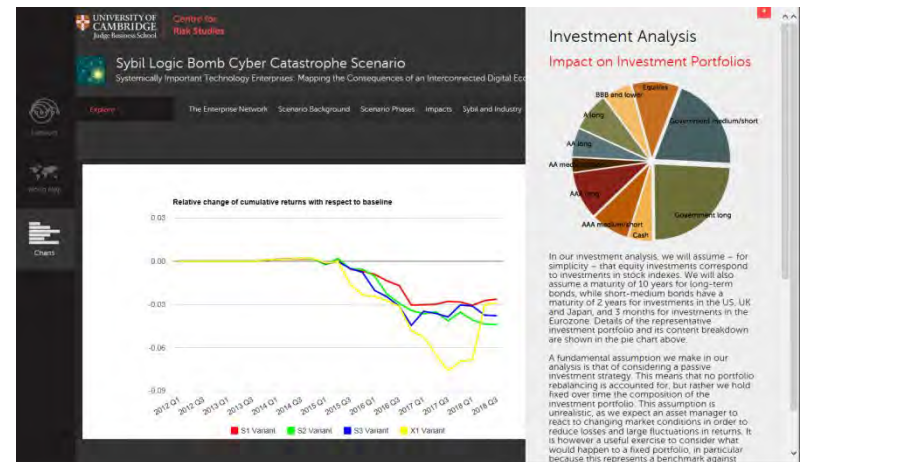 UNIVERSITY OF
CAMBRIDGE
Judge Business School
Centre for
Risk Studies
Sybil Logic Bomb Cyber Catastrophe Scenario
Systemically Important Technology Enterprises: Mapping the Consequences of an Interconnected Digital Eco
Explore
The Enterprise Network Scenario Background Scenario Phases Impacts Sybil and Industry
World Map
Charts
Relative change of cumulative returns with respect to baseline
0.03
0.00
-0.03
-0.06
-0.09
2012 Q1 2012 Q3 2013 Q1 2013 Q3 2014 Q1 2014 Q3 2015 Q1 2015 Q3 2016 Q1 2016 Q3 2017 Q1 2017 Q3 2018 Q1 2018 Q3
S1 Variant S2 Variant S3 Variant X1 Variant
Investment Analysis
Impact on Investment Portfolios
Equities
BBB and lower
Government medium/short
A long
AA long
AAA long
AAA medium/short
Government long
Cash
In our investment analysis, we will assume – for
simplicity – that equity investments correspond
to investments in stock indexes. We will also
assume a maturity of 10 years for long-term
bonds, while short-medium bonds have a
maturity of 2 years for investments in the US, UK
and Japan, and 3 months for investments in the
Eurozone. Details of the representative
investment portfolio and its content breakdown
are shown in the pie chart above.
A fundamental assumption we make in our
analysis is that of considering a passive
investment strategy. This means that no portfolio
rebalancing is accounted for, but rather we hold
fixed over time the composition of the
investment portfolio. This assumption is
unrealistic, as we expect an asset manager to
react to changing market conditions in order to
reduce losses and large fluctuations in returns. It
is however a useful exercise to consider what
would happen to a fixed portfolio, in particular
because this represents a benchmark against